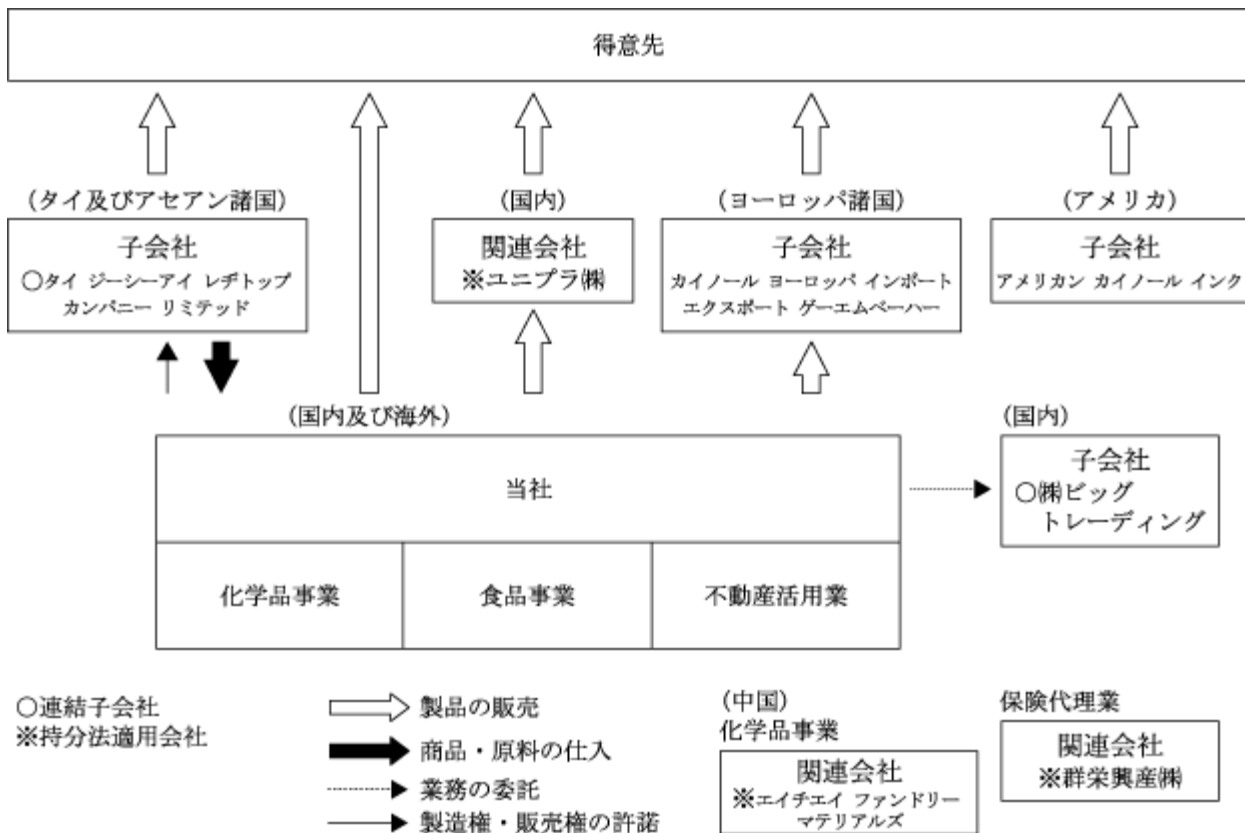 得意先
(タイ及びアセアン諸国)
子会社
○タイ ジーシーアイ レヂトップ
カンパニー リミテッド
(国内)
関連会社
※ユニプラ㈱
(ヨーロッパ諸国)
子会社
カイノール ヨーロッパ インポート
エクスポート ゲーエムベーハー
(アメリカ)
子会社
アメリカン カイノール インク
(国内及び海外)
当社
化学品事業
食品事業
不動産活用業
(国内)
子会社
○㈱ビッグ
トレーディング
○連結子会社
※持分法適用会社
製品の販売
商品・原料の仕入
業務の委託
製造権・販売権の許諾
(中国)
化学品事業
関連会社
※エイチエイ ファンドリー
マテリアルズ
保険代理業
関連会社
※群栄興産㈱